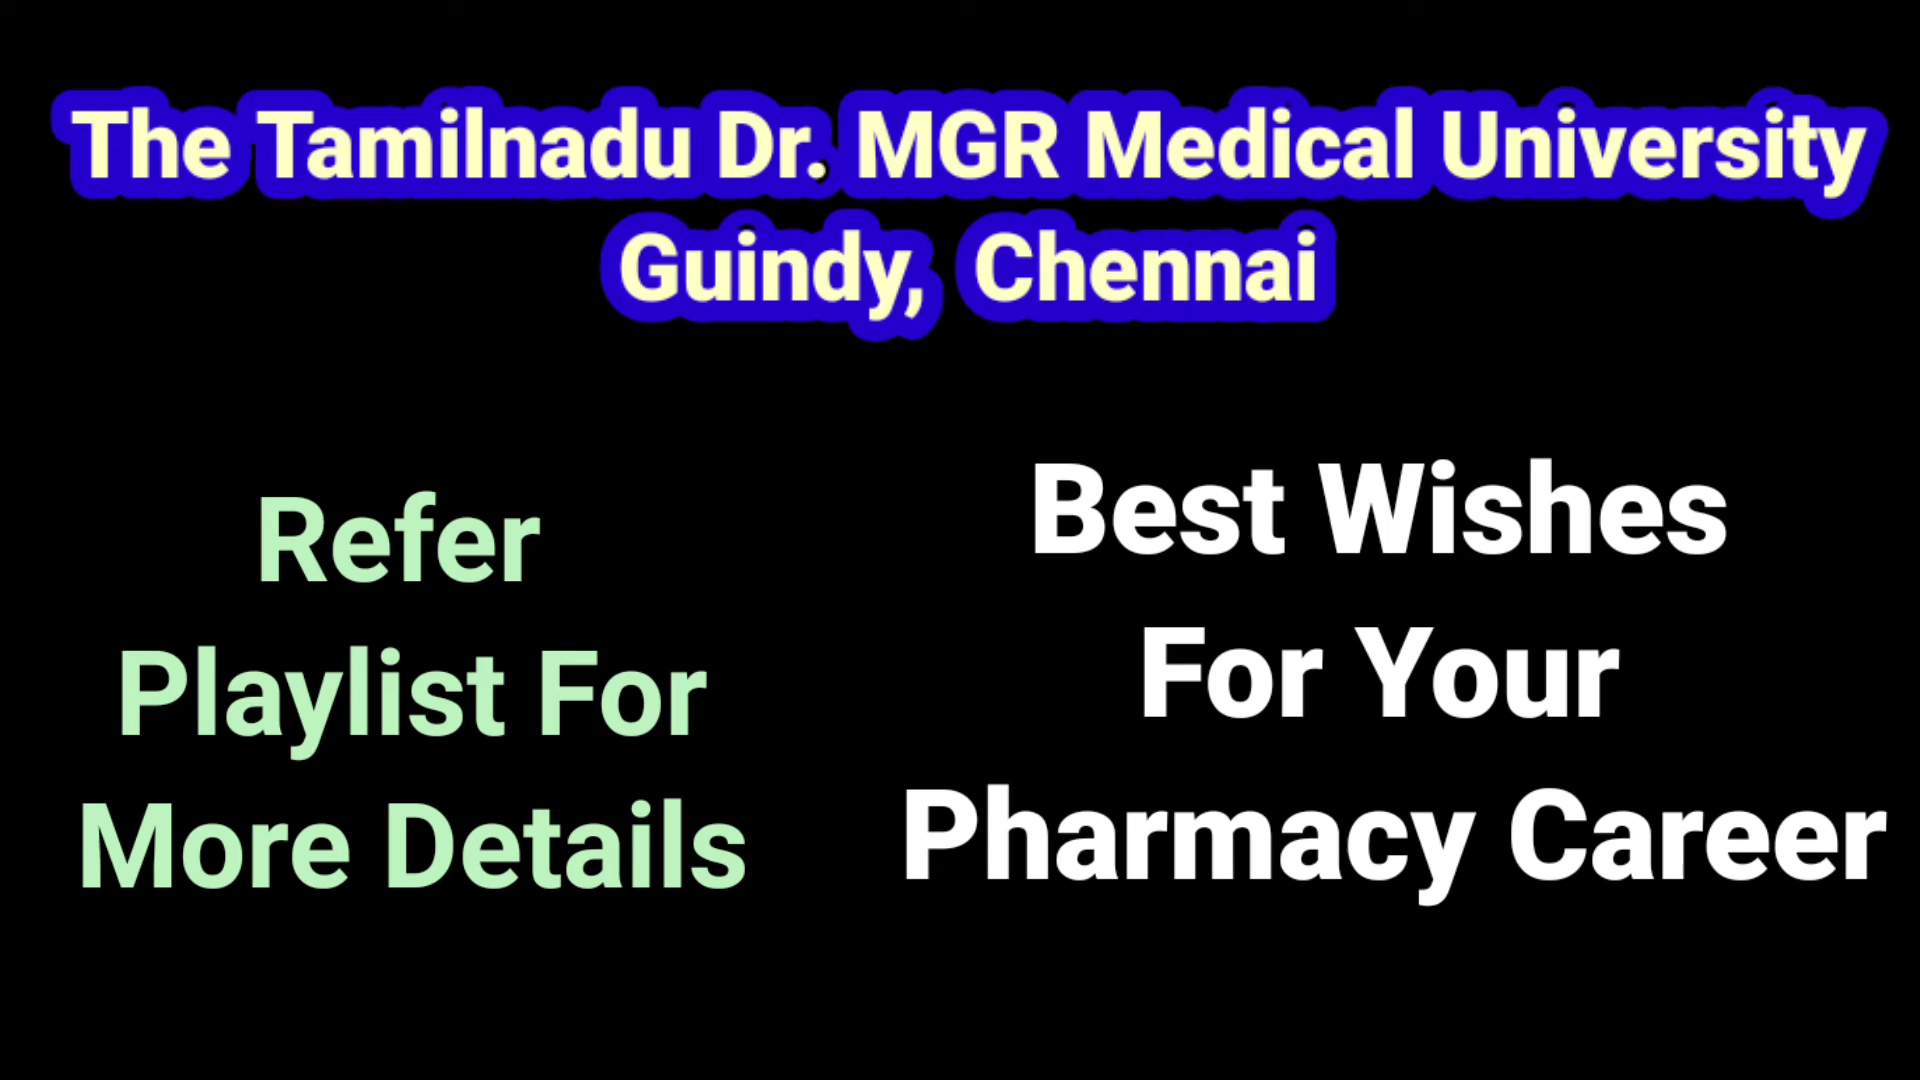 The Tamilnadu Dr. MGR Medical University
Guindy, Chennai
Refer
Playlist For
More Details
Best Wishes
For Your
Pharmacy Career